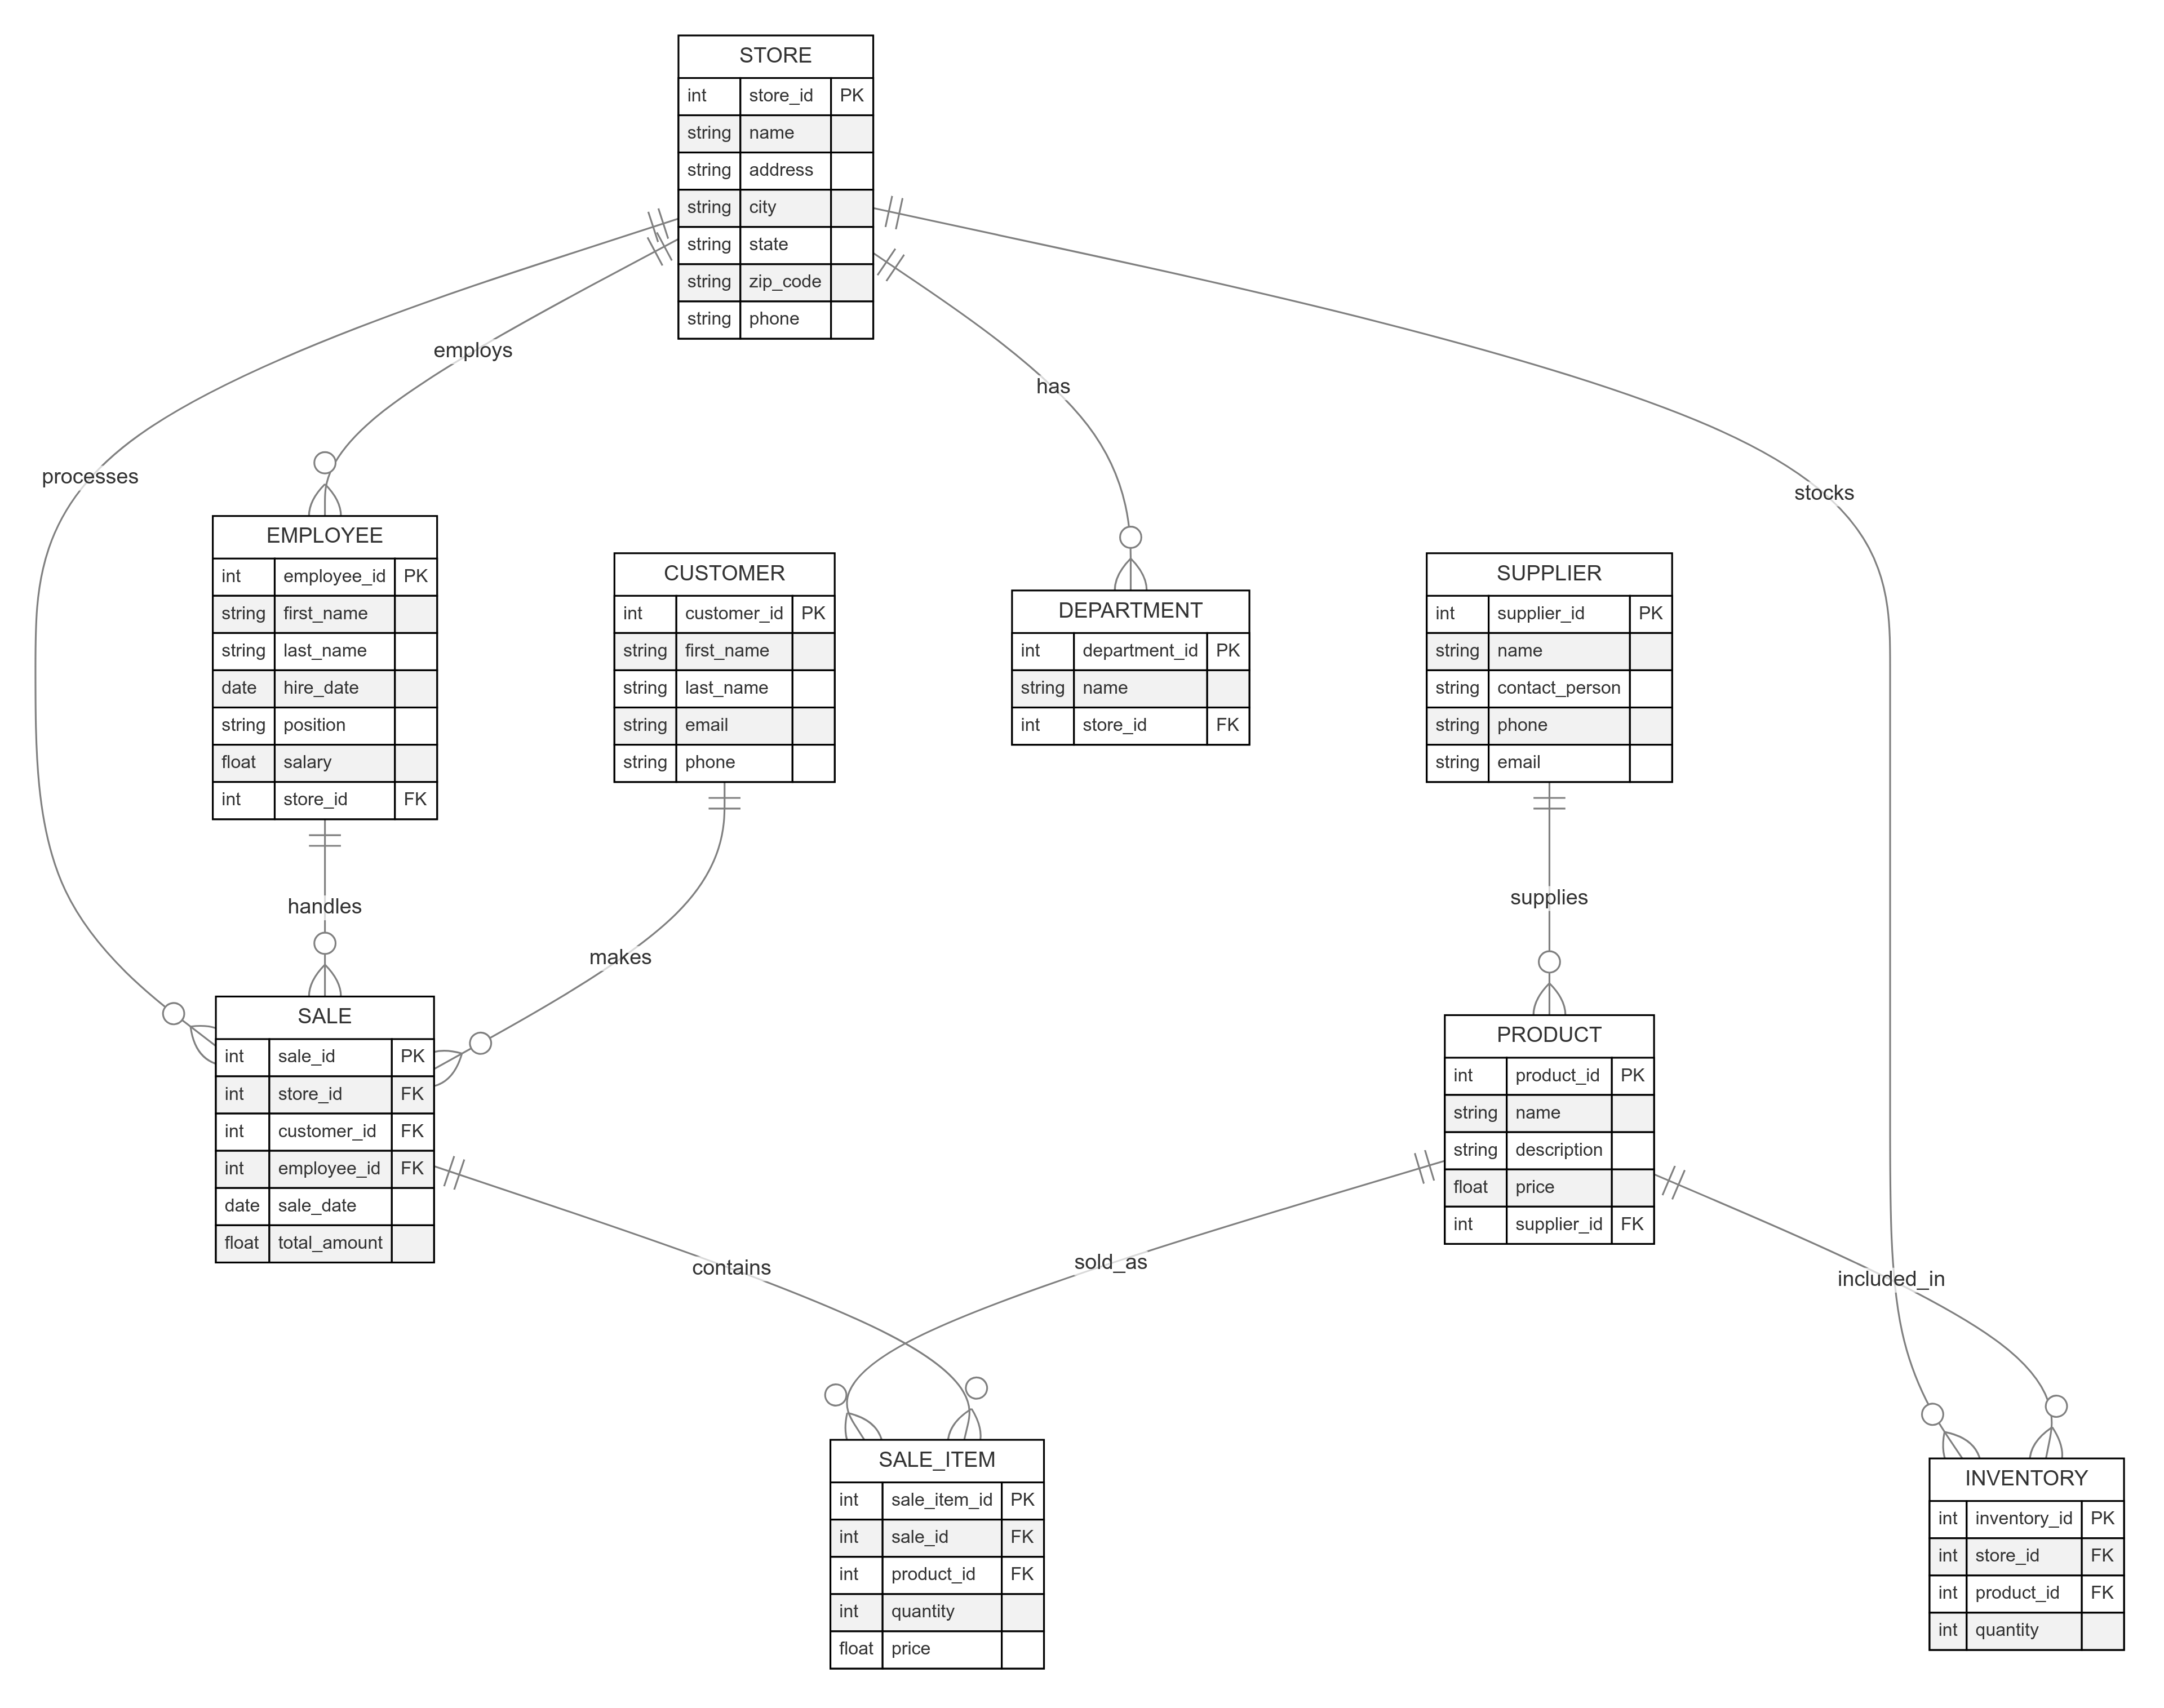 STORE
int store_id PK
string name
string address
string city
string state
string zip_code
string phone
employs
has
processes
stocks
EMPLOYEE
int employee_id PK
string first_name
string last_name
date hire_date
string position
float salary
int store_id FK
CUSTOMER
int customer_id PK
string first_name
string last_name
string email
string phone
DEPARTMENT
int department_id PK
string name
int store_id FK
SUPPLIER
int supplier_id PK
string name
string contact_person
string phone
string email
handles
makes
supplies
SALE
int sale_id PK
int store_id FK
int customer_id FK
int employee_id FK
date sale_date
float total_amount
PRODUCT
int product_id PK
string name
string description
float price
int supplier_id FK
contains
sold_as
included_in
SALE_ITEM
int sale_item_id PK
int sale_id FK
int product_id FK
int quantity
float price
INVENTORY
int inventory_id PK
int store_id FK
int product_id FK
int quantity